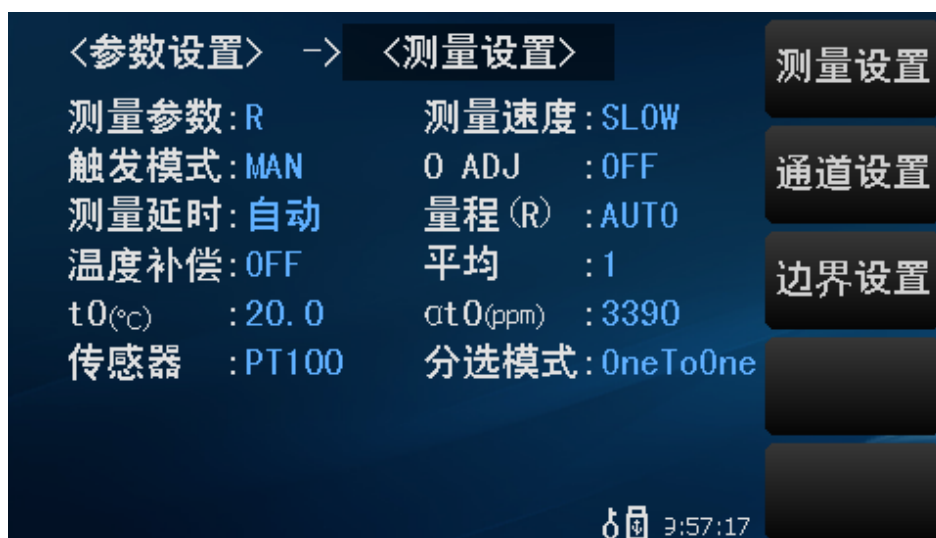 <参数设置> -> <测量设置>
测量参数:R 测量速度:SLOW
触发模式:MAN 0 ADJ :OFF
测量延时:自动 量程(R) :AUTO
温度补偿:OFF 平均 :1
t0(℃) :20.0 αt0(ppm) :3390
传感器 :PT100 分选模式:OneToOne
3:57:17
测量设置
通道设置
边界设置